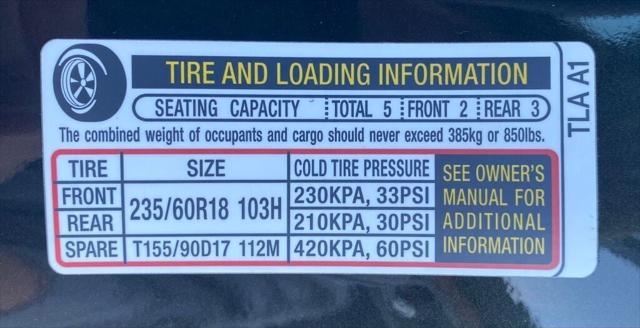 TIRE AND LOADING INFORMATION
SEATING CAPACITY TOTAL 5 FRONT 2 REAR 3
The combined weight of occupants and cargo should never exceed 385kg or 850lbs.
TIRE SIZE COLD TIRE PRESSURE
FRONT 235/60R18 103H 230KPA, 33PSI
REAR 210KPA, 30PSI
SPARE T155/90D17 112M 420KPA, 60PSI
SEE OWNER'S
MANUAL FOR
ADDITIONAL
INFORMATION
TLA A1